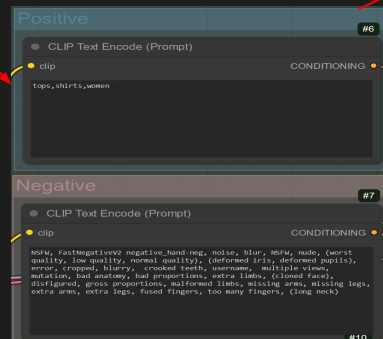 Positive
#6
CLIP Text Encode (Prompt)
clip
CONDITIONING
tops,shirts,women
Negative
#7
CLIP Text Encode (Prompt)
clip
CONDITIONING
NSFW, FastNegativeV2 negative_hand-neg, noise, blur, NSFW, nude, (worst
quality, low quality, normal quality), (deformed iris, deformed pupils),
error, cropped, blurry,  crooked teeth, username,  multiple views,
mutation, bad anatomy, bad proportions, extra limbs, (cloned face),
disfigured, gross proportions, malformed limbs, missing arms, missing legs,
extra arms, extra legs, fused fingers, too many fingers, (long neck)
#10